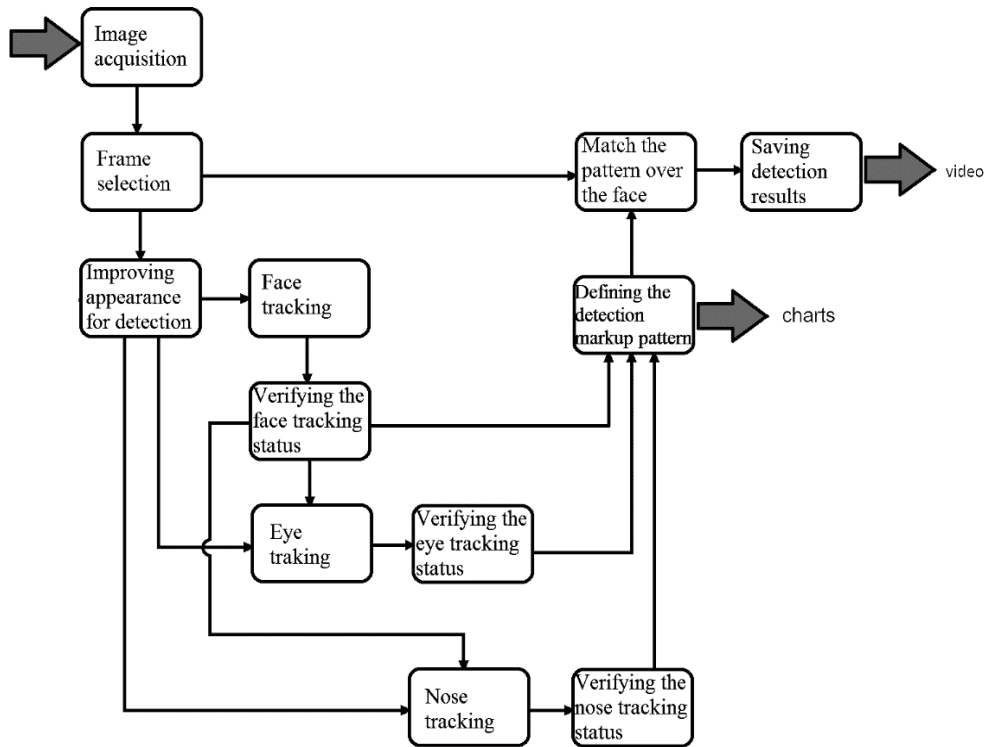 Image
acquisition
Frame
selection
Match the
pattern over
the face
Saving
detection
results
video
Improving
appearance
for detection
Face
tracking
Defining the
detection
markup pattern
charts
Verifying the
face tracking
status
Eye
traking
Verifying the
eye tracking
status
Nose
tracking
Verifying the
nose tracking
status